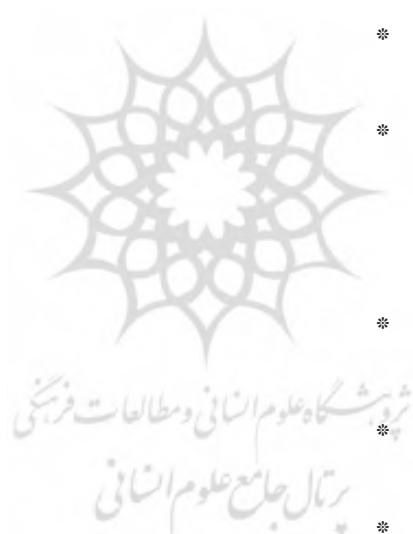 پژوهشگاه علوم انسانی و مطالعات فرهنگی
پرتال جامع علوم انسانی